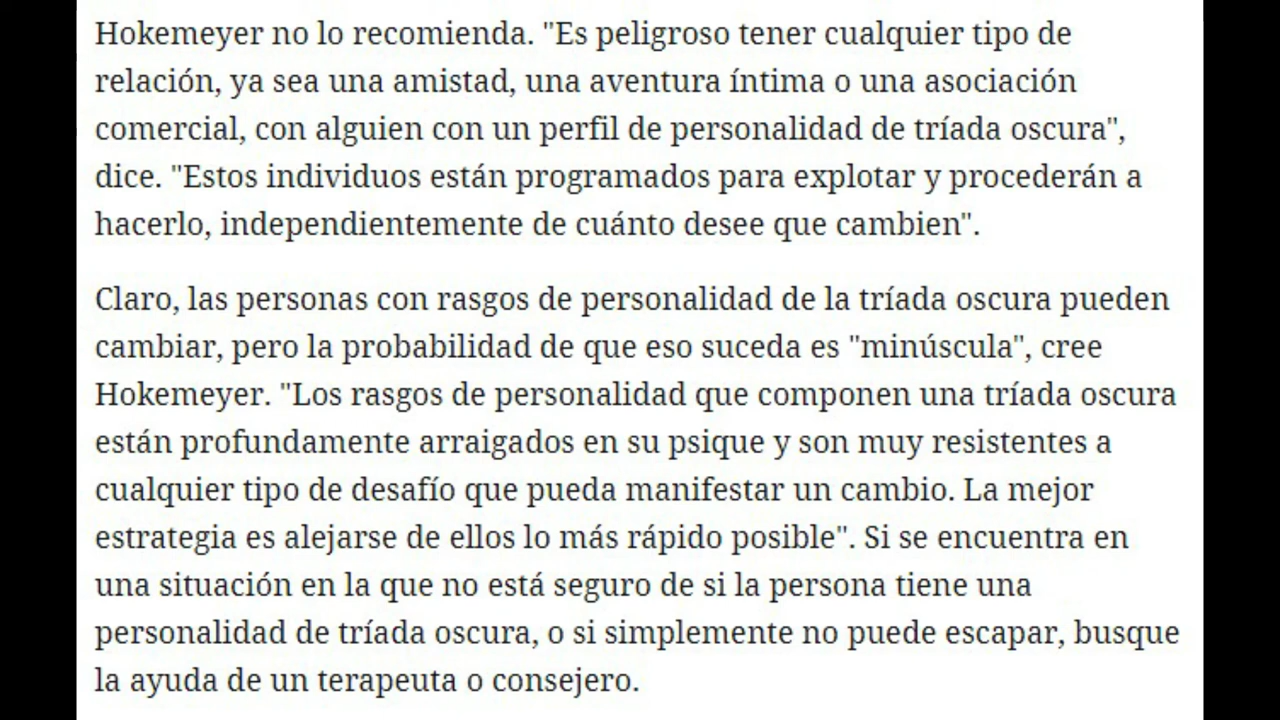 Hokemeyer no lo recomienda. "Es peligroso tener cualquier tipo de
relación, ya sea una amistad, una aventura íntima o una asociación
comercial, con alguien con un perfil de personalidad de tríada oscura",
dice. "Estos individuos están programados para explotar y procederán a
hacerlo, independientemente de cuánto desee que cambien".
Claro, las personas con rasgos de personalidad de la tríada oscura pueden
cambiar, pero la probabilidad de que eso suceda es "minúscula", cree
Hokemeyer. "Los rasgos de personalidad que componen una tríada oscura
están profundamente arraigados en su psique y son muy resistentes a
cualquier tipo de desafío que pueda manifestar un cambio. La mejor
estrategia es alejarse de ellos lo más rápido posible". Si se encuentra en
una situación en la que no está seguro de si la persona tiene una
personalidad de tríada oscura, o si simplemente no puede escapar, busque
la ayuda de un terapeuta o consejero.